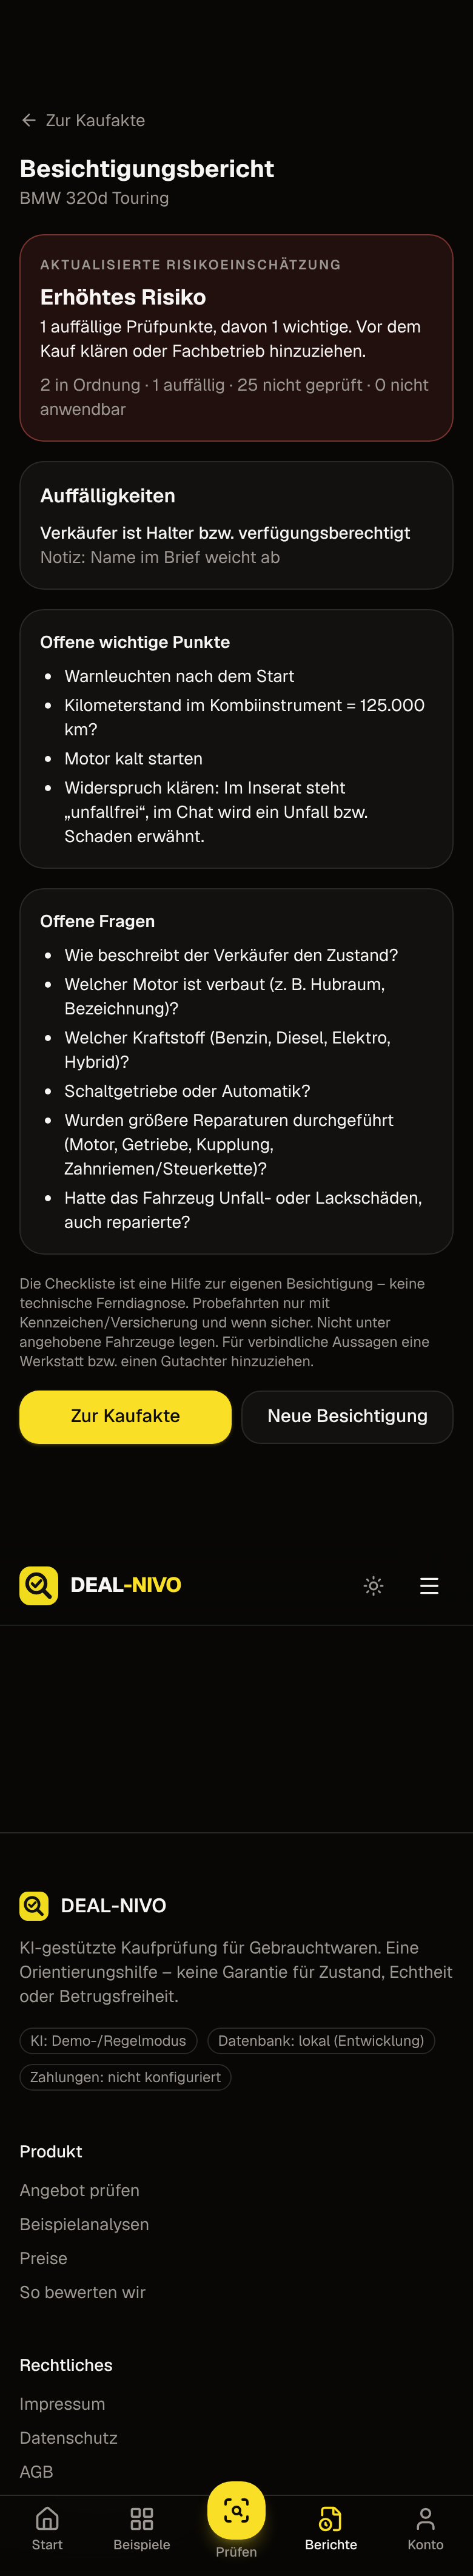 Zur Kaufakte
Besichtigungsbericht
BMW 320d Touring
AKTUALISIERTE RISIKOEINSCHÄTZUNG
Erhöhtes Risiko
1 auffällige Prüfpunkte, davon 1 wichtige. Vor dem
Kauf klären oder Fachbetrieb hinzuziehen.
2 in Ordnung · 1 auffällig · 25 nicht geprüft · 0 nicht
anwendbar
Auffälligkeiten
Verkäufer ist Halter bzw. verfügungsberechtigt
Notiz: Name im Brief weicht ab
Offene wichtige Punkte
• Warnleuchten nach dem Start
• Kilometerstand im Kombiinstrument = 125.000
km?
• Motor kalt starten
• Widerspruch klären: Im Inserat steht
„unfallfrei“, im Chat wird ein Unfall bzw.
Schaden erwähnt.
Offene Fragen
• Wie beschreibt der Verkäufer den Zustand?
• Welcher Motor ist verbaut (z. B. Hubraum,
Bezeichnung)?
• Welcher Kraftstoff (Benzin, Diesel, Elektro,
Hybrid)?
• Schaltgetriebe oder Automatik?
• Wurden größere Reparaturen durchgeführt
(Motor, Getriebe, Kupplung,
Zahnriemen/Steuerkette)?
• Hatte das Fahrzeug Unfall- oder Lackschäden,
auch reparierte?
Die Checkliste ist eine Hilfe zur eigenen Besichtigung – keine
technische Ferndiagnose. Probefahrten nur mit
Kennzeichen/Versicherung und wenn sicher. Nicht unter
angehobene Fahrzeuge legen. Für verbindliche Aussagen eine
Werkstatt bzw. einen Gutachter hinzuziehen.
Zur Kaufakte
Neue Besichtigung
DEAL-NIVO
DEAL-NIVO
KI-gestützte Kaufprüfung für Gebrauchtwaren. Eine
Orientierungshilfe – keine Garantie für Zustand, Echtheit
oder Betrugsfreiheit.
KI: Demo-/Regelmodus
Datenbank: lokal (Entwicklung)
Zahlungen: nicht konfiguriert
Produkt
Angebot prüfen
Beispielanalysen
Preise
So bewerten wir
Rechtliches
Impressum
Datenschutz
AGB
Start
Beispiele
Prüfen
Berichte
Konto